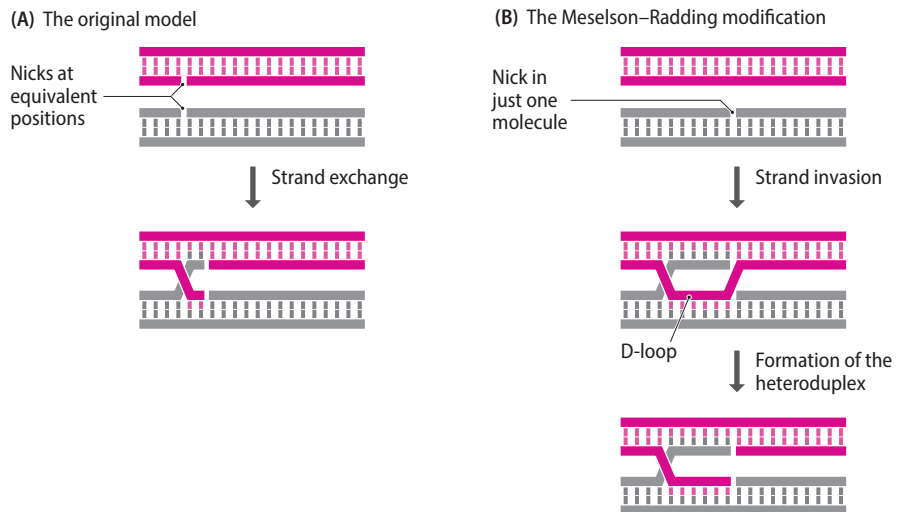 (A) The original model
Nicks at
equivalent
positions
Strand exchange
(B) The Meselson–Radding modification
Nick in
just one
molecule
Strand invasion
D-loop
Formation of the
heteroduplex